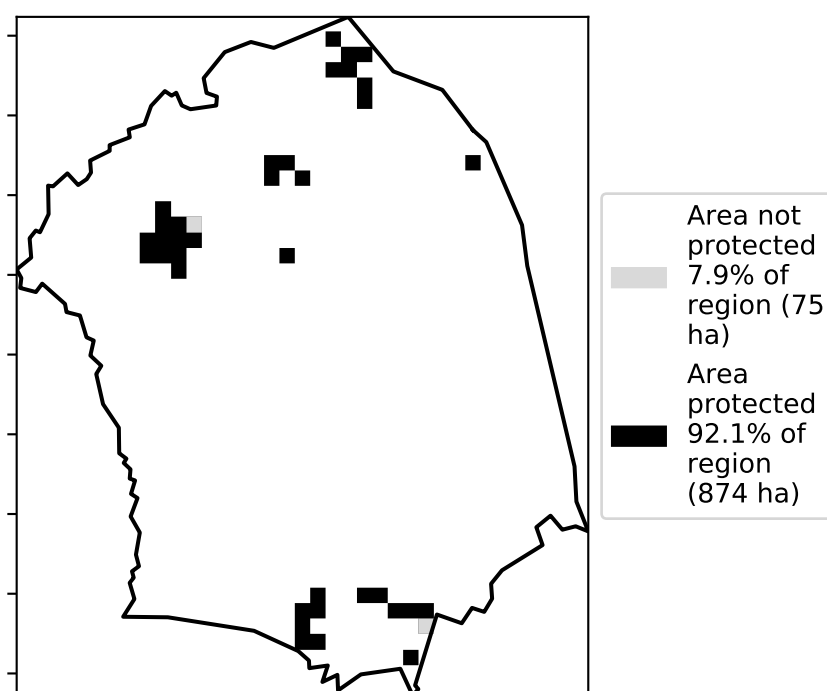 Area not
protected
7.9% of
region (75
ha)
Area
protected
92.1% of
region
(874 ha)